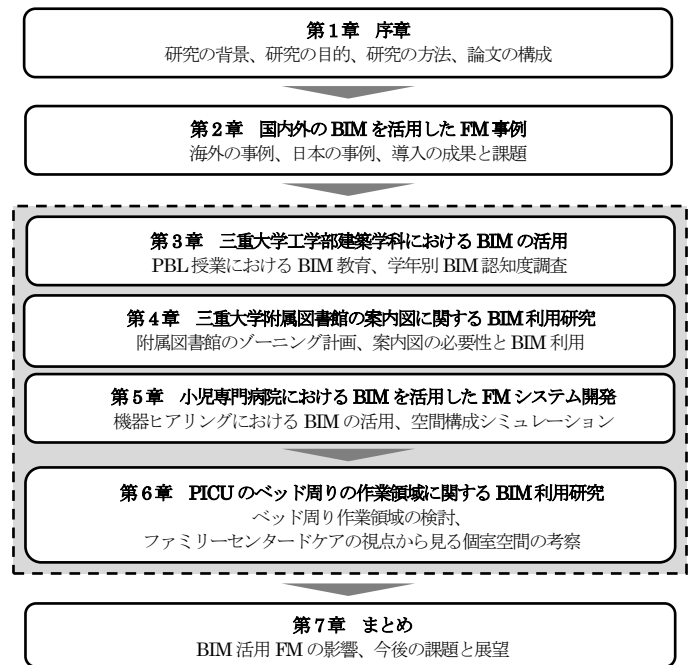 第1章 序章
研究の背景、研究の目的、研究の方法、論文の構成
第2章 国内外の BIM を活用した FM 事例
海外の事例、日本の事例、導入の成果と課題
第3章 三重大学工学部建築学科における BIM の活用
PBL 授業における BIM 教育、学年別 BIM 認知度調査
第4章 三重大学附属図書館の案内図に関する BIM 利用研究
附属図書館のゾーニング計画、案内図の必要性と BIM 利用
第5章 小児専門病院における BIM を活用した FM システム開発
機器ヒアリングにおける BIM の活用、空間構成シミュレーション
第6章 PICU のベッド周りの作業領域に関する BIM 利用研究
ベッド周り作業領域の検討、
ファミリーセンタードケアの視点から見る個室空間の考察
第7章 まとめ
BIM 活用 FM の影響、今後の課題と展望